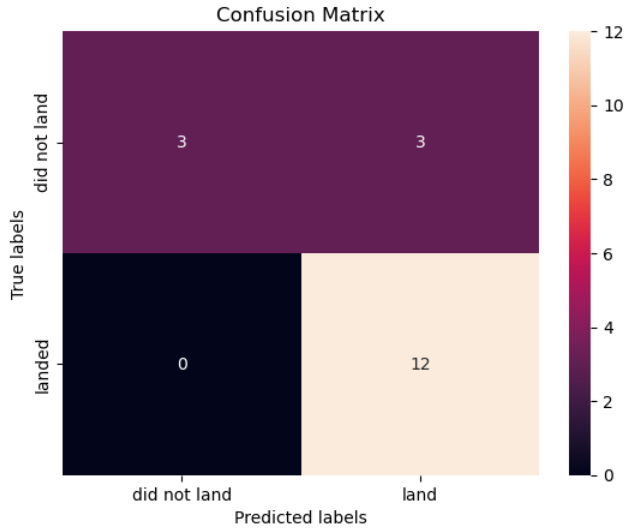 Confusion Matrix
True labels
did not land
3 3
landed
0 12
did not land land
Predicted labels
12
10
8
6
4
2
0